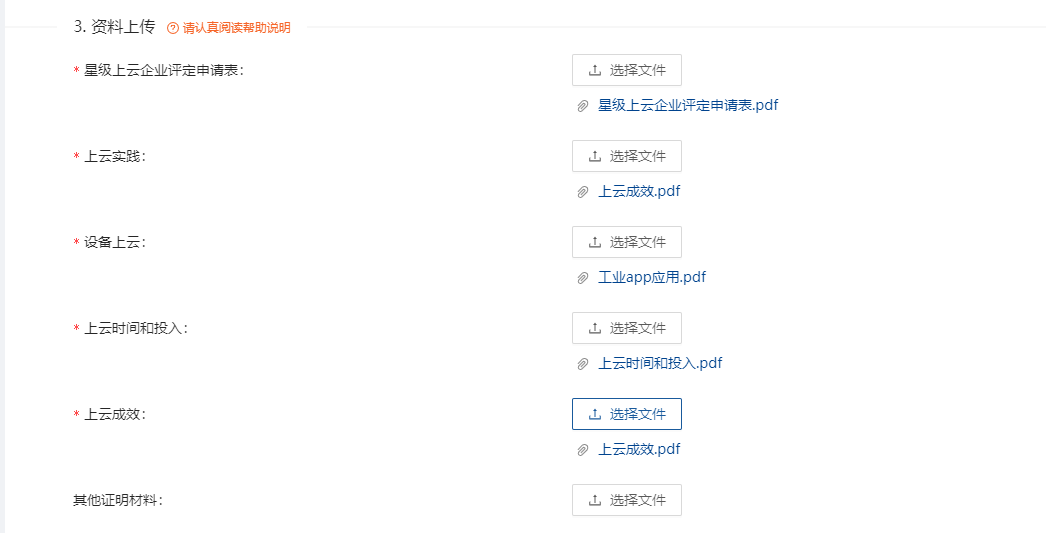 3. 资料上传 请认真阅读帮助说明
* 星级上云企业评定申请表: 选择文件
星级上云企业评定申请表.pdf
* 上云实践: 选择文件
上云成效.pdf
* 设备上云: 选择文件
工业app应用.pdf
* 上云时间和投入: 选择文件
上云时间和投入.pdf
* 上云成效: 选择文件
上云成效.pdf
其他证明材料: 选择文件